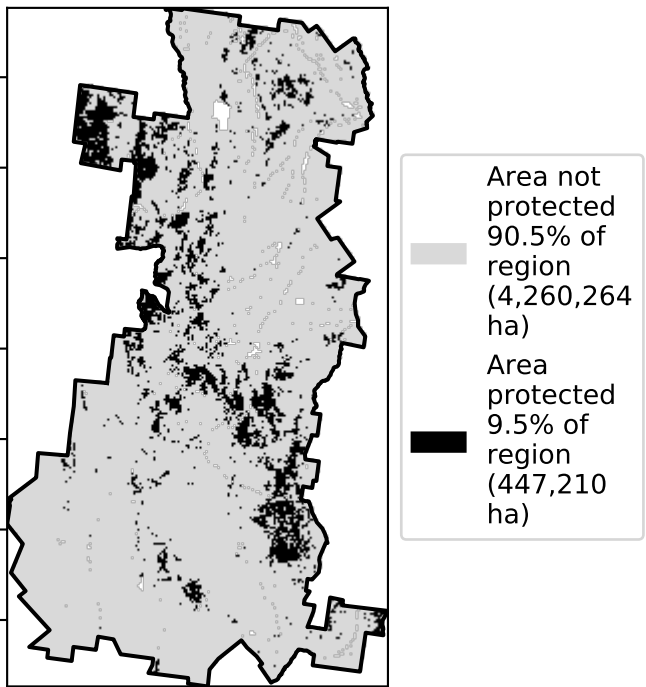 Area not
protected
90.5% of
region
(4,260,264
ha)
Area
protected
9.5% of
region
(447,210
ha)